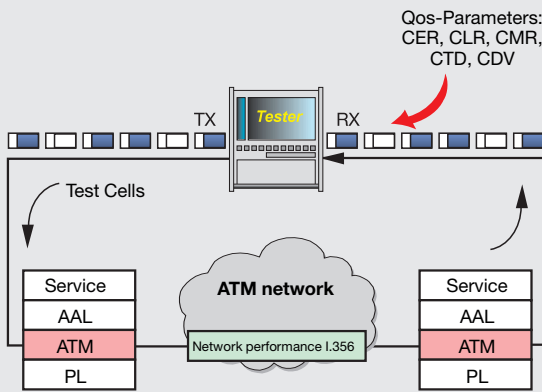 Qos-Parameters:
CER, CLR, CMR,
CTD, CDV
TX
Tester
RX
Test Cells
Service
AAL
ATM
PL
ATM network
Network performance I.356
Service
AAL
ATM
PL